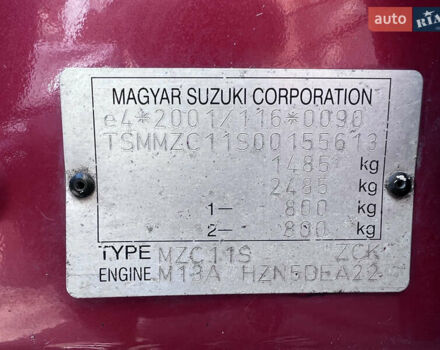 AUTO RIA
MAGYAR SUZUKI CORPORATION
e4*2001/116*0090
TSMMZC11S00155613
1485 kg
2485 kg
1— 800 kg
2— 800 kg
TYPE MZC11S ZCK
ENGINE M13A HZN5DEA22